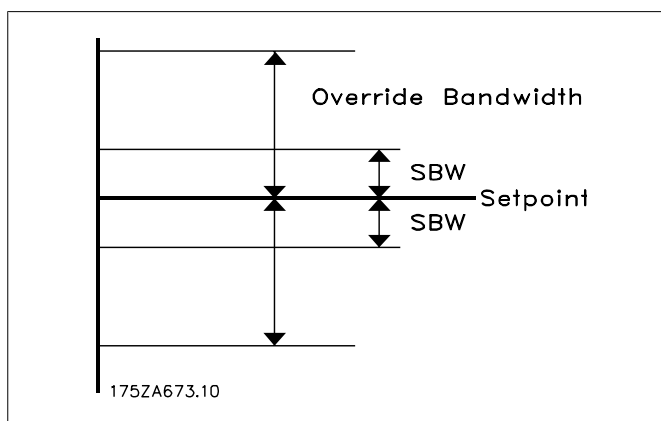 Override Bandwidth
SBW
Setpoint
SBW
175ZA673.10